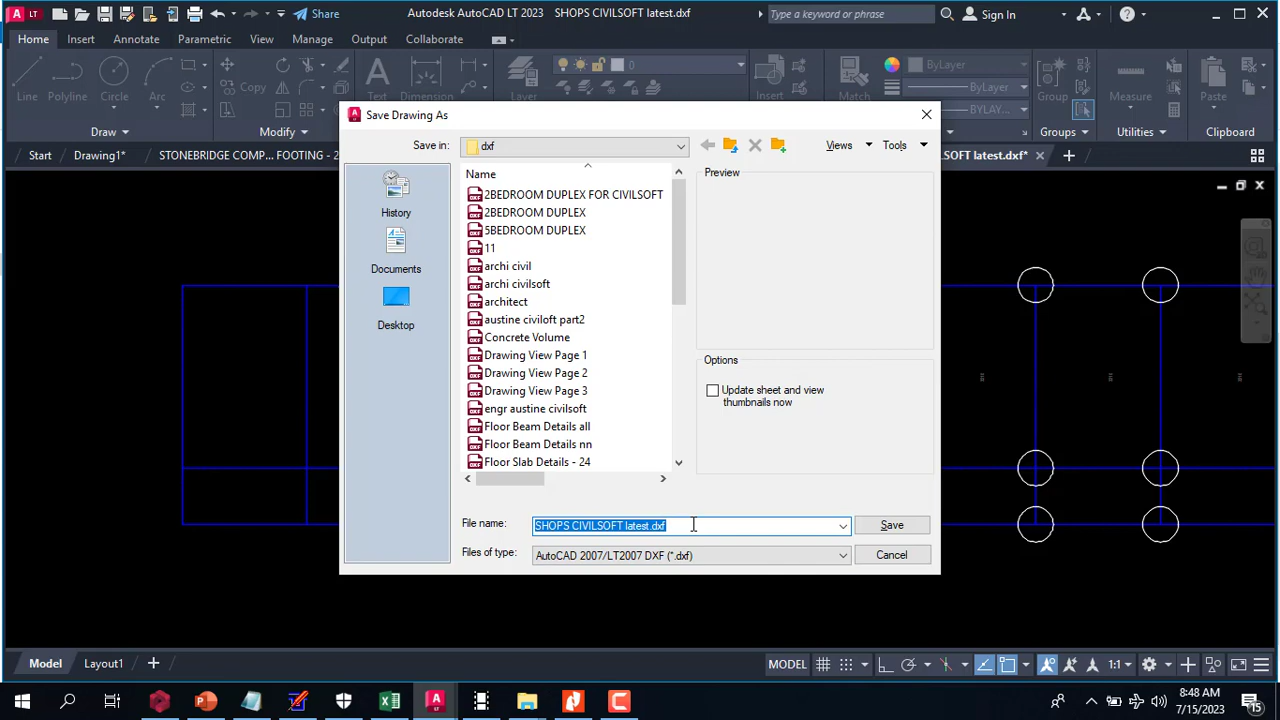 LT
Share
Autodesk AutoCAD LT 2023 SHOPS CIVILSOFT latest.dxf
Type a keyword or phrase
Sign In
Home Insert Annotate Parametric View Manage Output Collaborate
Line Polyline Circle Arc
Copy
Text Dimension
Layer
0
Insert
Match
ByLayer
ByLayer
BYLAY...
Group
Measure
Paste
Draw
Modify
Groups
Utilities
Clipboard
Start
Drawing1*
STONEBRIDGE COMP... FOOTING - 2
SOFT latest.dxf*
Save Drawing As
Save in:
dxf
Views
Tools
History
Documents
Desktop
Name
2BEDROOM DUPLEX FOR CIVILSOFT
2BEDROOM DUPLEX
5BEDROOM DUPLEX
11
archi civil
archi civilsoft
architect
austine civiloft part2
Concrete Volume
Drawing View Page 1
Drawing View Page 2
Drawing View Page 3
engr austine civilsoft
Floor Beam Details all
Floor Beam Details nn
Floor Slab Details - 24
Preview
Options
Update sheet and view
thumbnails now
File name:
SHOPS CIVILSOFT latest.dxf
Save
Files of type:
AutoCAD 2007/LT2007 DXF (*.dxf)
Cancel
Model
Layout1
MODEL
1:1
8:48 AM
7/15/2023
15